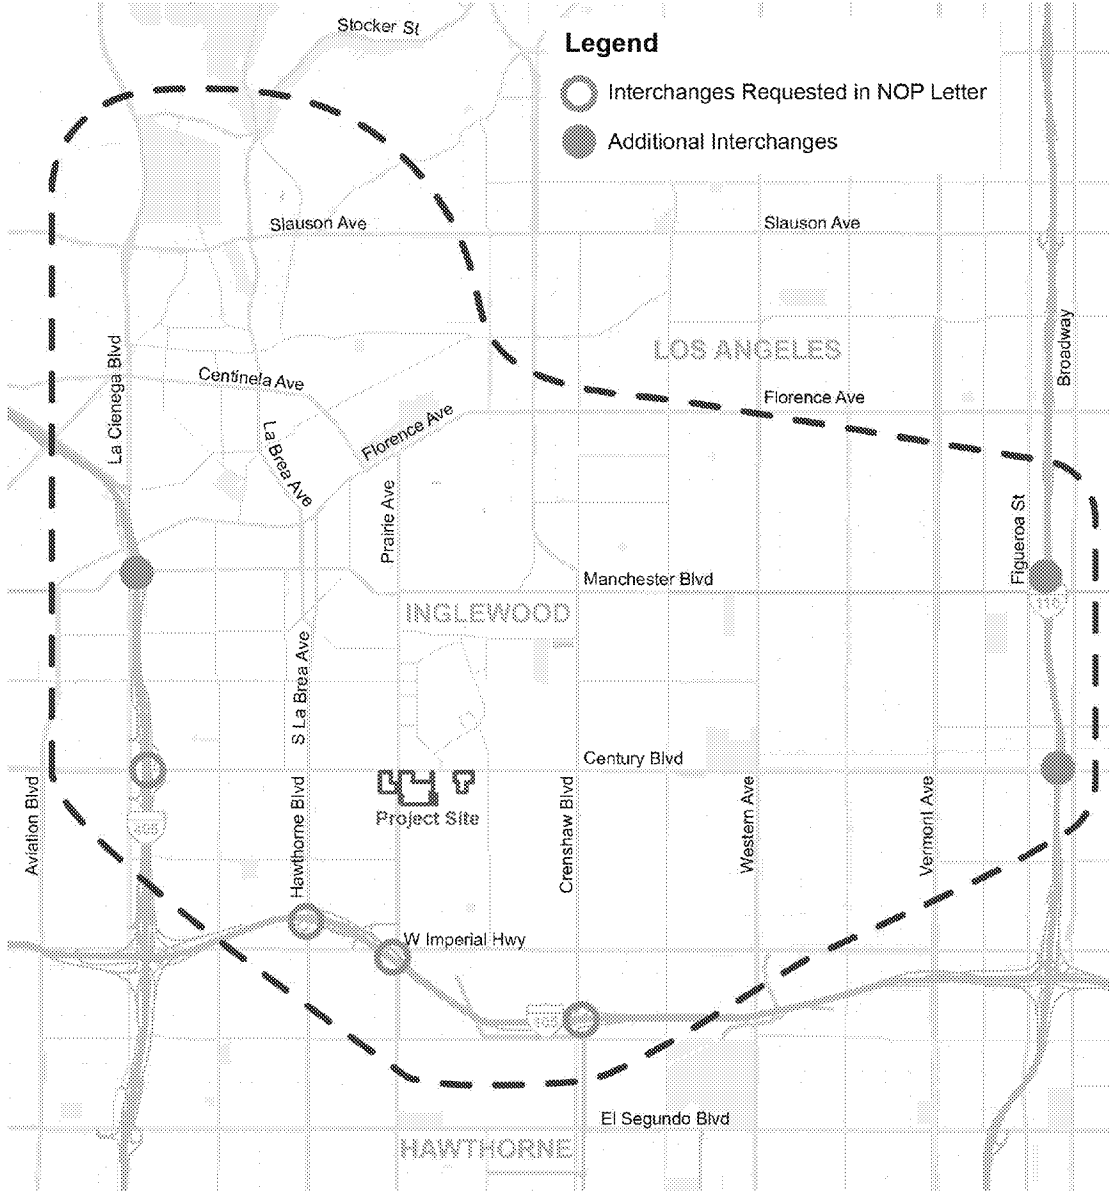 Stocker St
Legend
Interchanges Requested in NOP Letter
Additional Interchanges
Slauson Ave
Slauson Ave
Broadway
LOS ANGELES
La Cienega Blvd
Centinela Ave
Florence Ave
Florence Ave
La Brea Ave
Prairie Ave
Figueroa St
Manchester Blvd
110
INGLEWOOD
S La Brea Ave
Century Blvd
Project Site
Aviation Blvd
405
Hawthorne Blvd
Crenshaw Blvd
Western Ave
Vermont Ave
W Imperial Hwy
105
El Segundo Blvd
HAWTHORNE